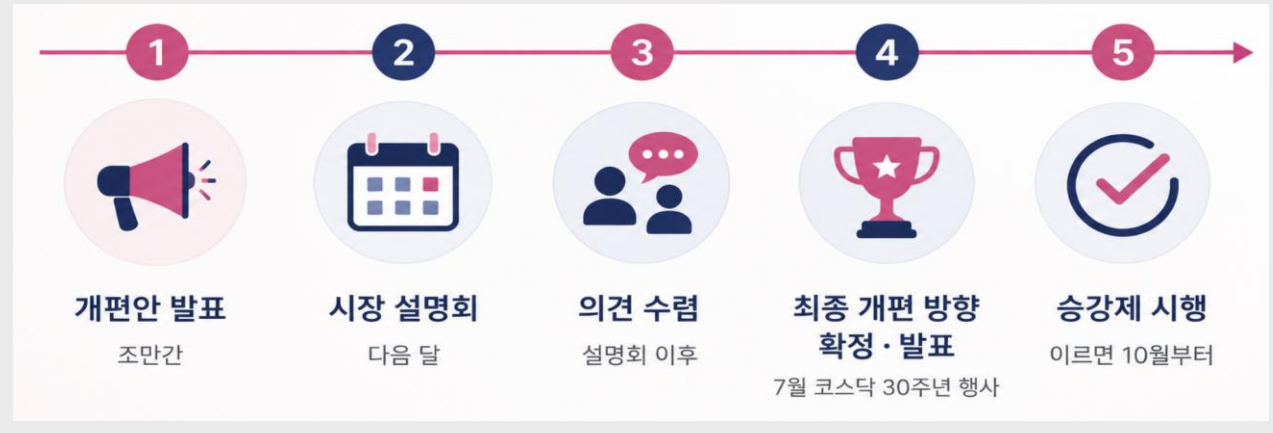 1
2
3
4
5
개편안 발표
조만간
시장 설명회
다음 달
의견 수렴
설명회 이후
최종 개편 방향
확정·발표
7월 코스닥 30주년 행사
승강제 시행
이르면 10월부터